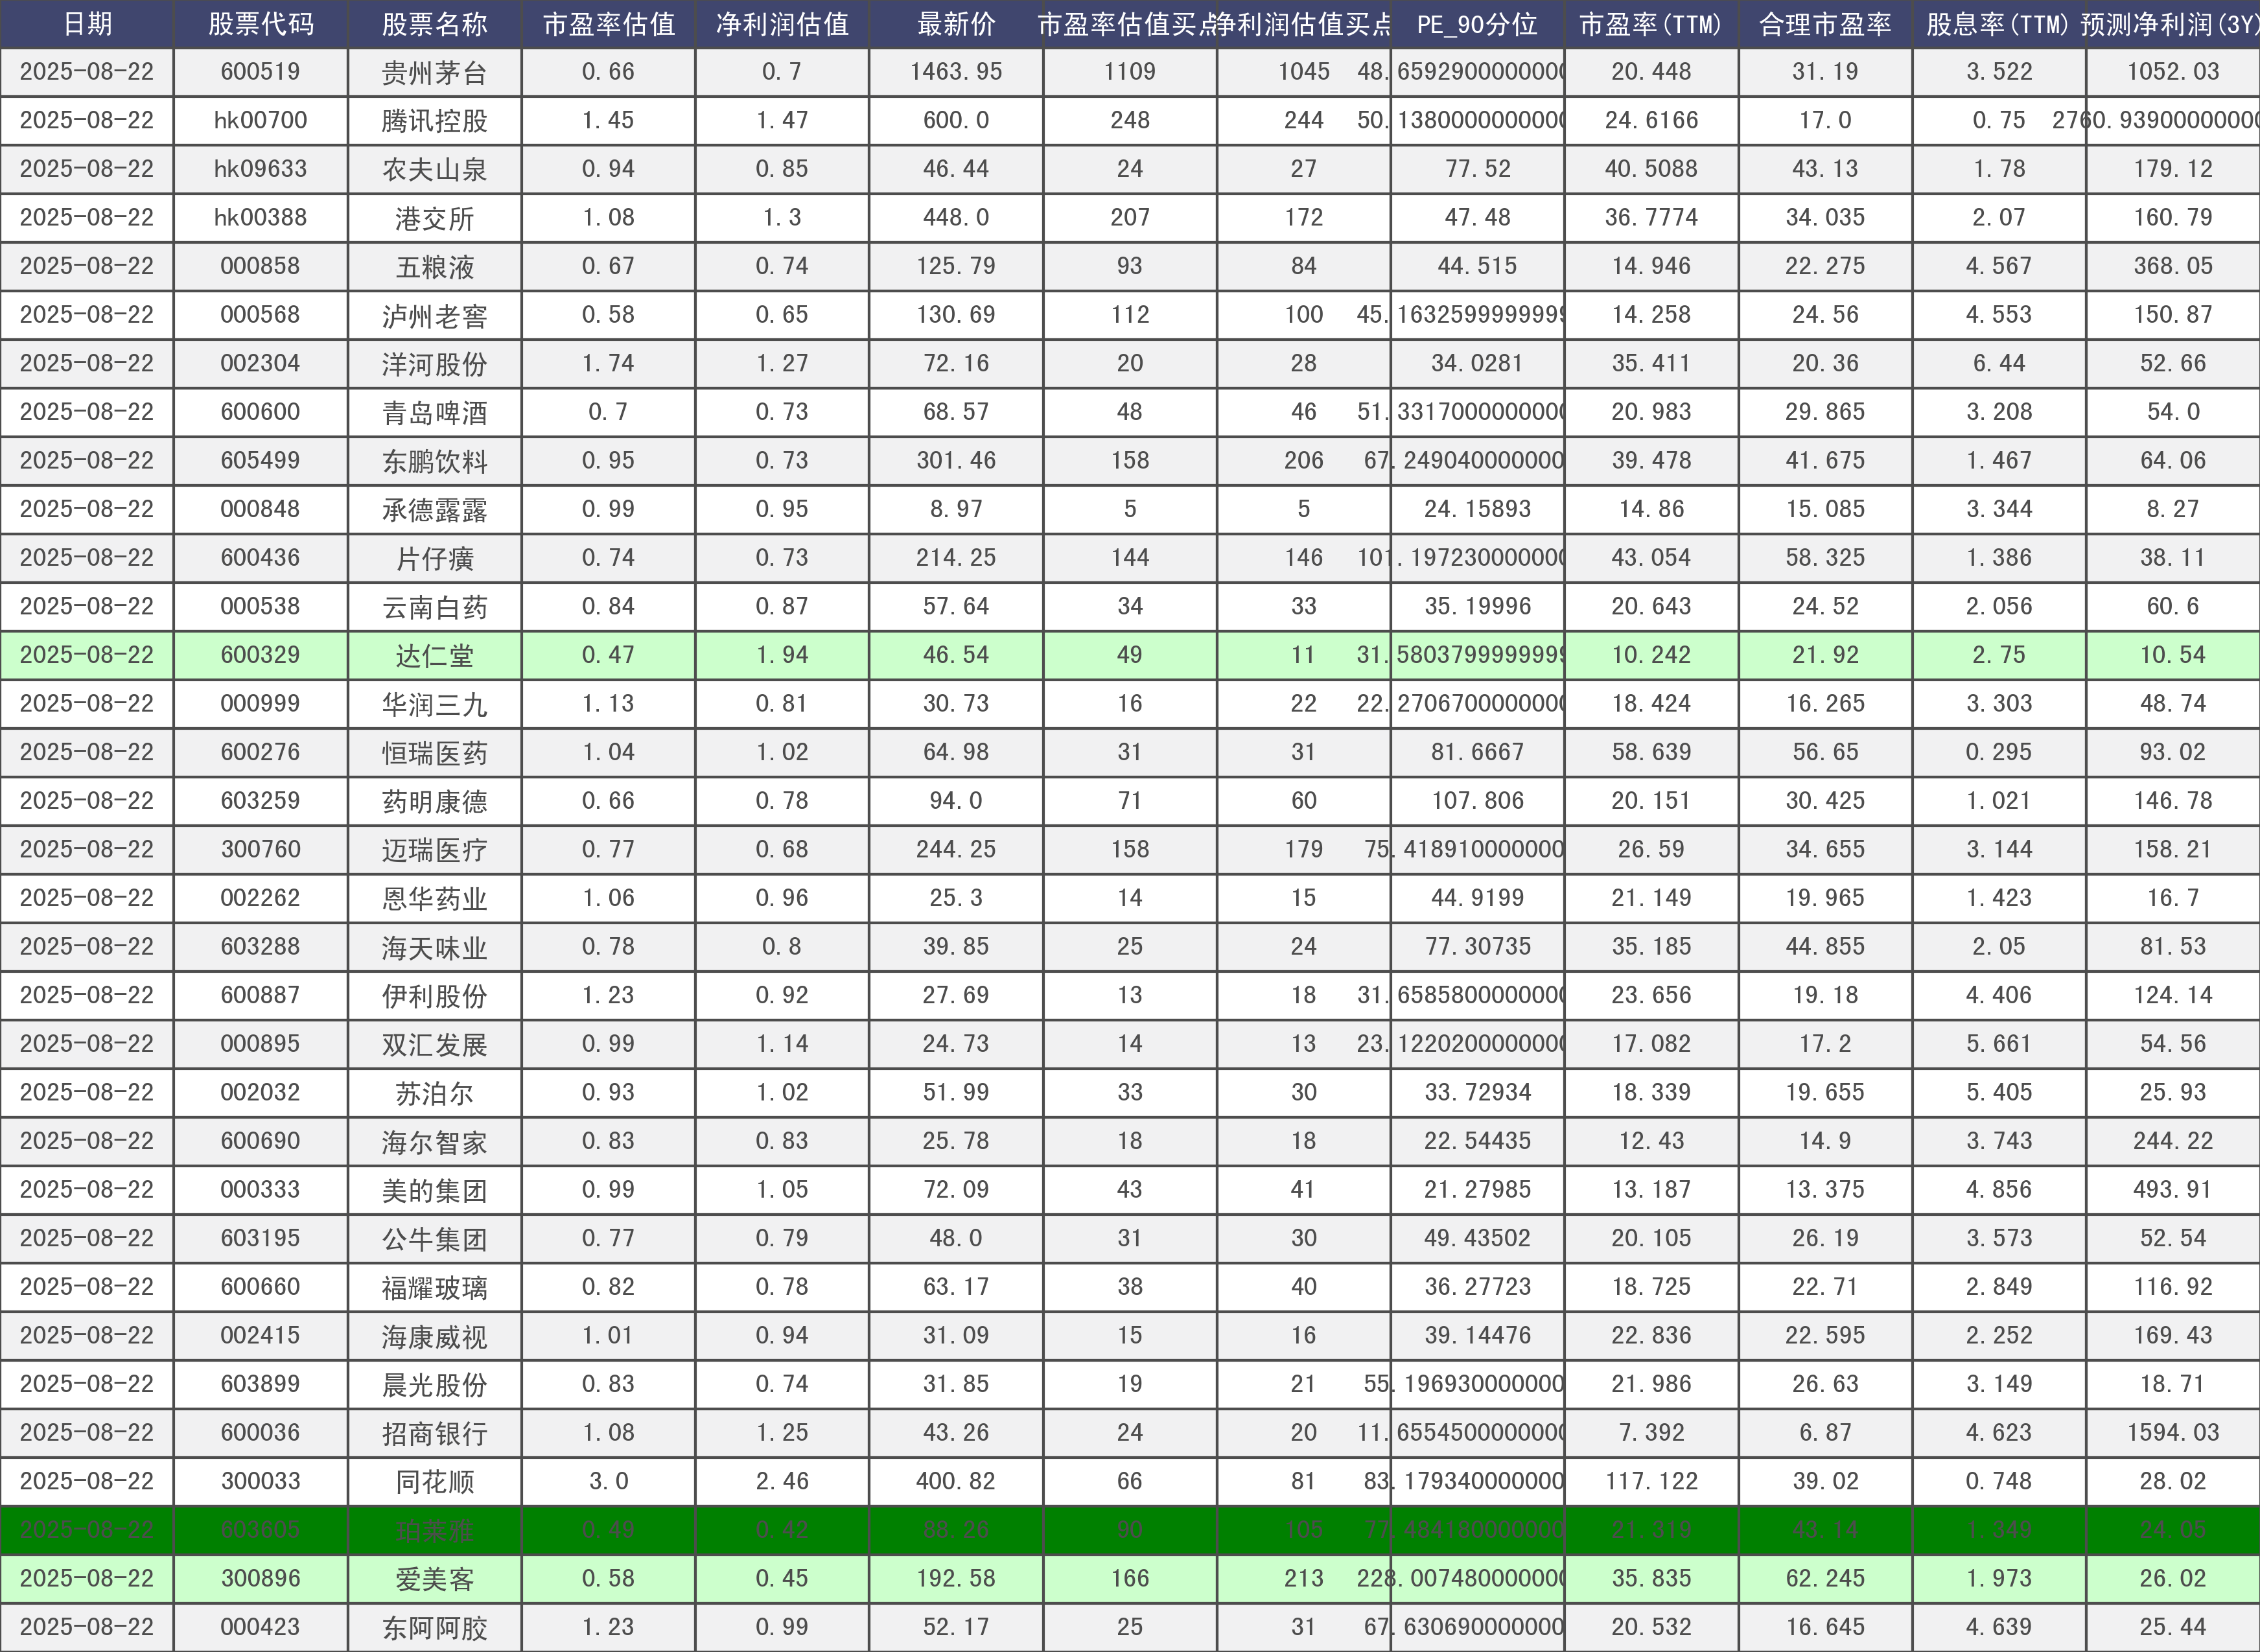 日期 股票代码 股票名称 市盈率估值 净利润估值 最新价 市盈率估值买点 净利润估值买点 PE_90分位 市盈率(TTM) 合理市盈率 股息率(TTM) 预测净利润(3Y)
2025-08-22 600519 贵州茅台 0.66 0.7 1463.95 1109 1045 48.6592900000000 20.448 31.19 3.522 1052.03
2025-08-22 hk00700 腾讯控股 1.45 1.47 600.0 248 244 50.1380000000000 24.6166 17.0 0.75 2760.93900000000
2025-08-22 hk09633 农夫山泉 0.94 0.85 46.44 24 27 77.52 40.5088 43.13 1.78 179.12
2025-08-22 hk00388 港交所 1.08 1.3 448.0 207 172 47.48 36.7774 34.035 2.07 160.79
2025-08-22 000858 五粮液 0.67 0.74 125.79 93 84 44.515 14.946 22.275 4.567 368.05
2025-08-22 000568 泸州老窖 0.58 0.65 130.69 112 100 45.1632599999999 14.258 24.56 4.553 150.87
2025-08-22 002304 洋河股份 1.74 1.27 72.16 20 28 34.0281 35.411 20.36 6.44 52.66
2025-08-22 600600 青岛啤酒 0.7 0.73 68.57 48 46 51.3317000000000 20.983 29.865 3.208 54.0
2025-08-22 605499 东鹏饮料 0.95 0.73 301.46 158 206 67.249040000000 39.478 41.675 1.467 64.06
2025-08-22 000848 承德露露 0.99 0.95 8.97 5 5 24.15893 14.86 15.085 3.344 8.27
2025-08-22 600436 片仔癀 0.74 0.73 214.25 144 146 101.197230000000 43.054 58.325 1.386 38.11
2025-08-22 000538 云南白药 0.84 0.87 57.64 34 33 35.19996 20.643 24.52 2.056 60.6
2025-08-22 600329 达仁堂 0.47 1.94 46.54 49 11 31.5803799999999 10.242 21.92 2.75 10.54
2025-08-22 000999 华润三九 1.13 0.81 30.73 16 22 22.2706700000000 18.424 16.265 3.303 48.74
2025-08-22 600276 恒瑞医药 1.04 1.02 64.98 31 31 81.6667 58.639 56.65 0.295 93.02
2025-08-22 603259 药明康德 0.66 0.78 94.0 71 60 107.806 20.151 30.425 1.021 146.78
2025-08-22 300760 迈瑞医疗 0.77 0.68 244.25 158 179 75.418910000000 26.59 34.655 3.144 158.21
2025-08-22 002262 恩华药业 1.06 0.96 25.3 14 15 44.9199 21.149 19.965 1.423 16.7
2025-08-22 603288 海天味业 0.78 0.8 39.85 25 24 77.30735 35.185 44.855 2.05 81.53
2025-08-22 600887 伊利股份 1.23 0.92 27.69 13 18 31.6585800000000 23.656 19.18 4.406 124.14
2025-08-22 000895 双汇发展 0.99 1.14 24.73 14 13 23.1220200000000 17.082 17.2 5.661 54.56
2025-08-22 002032 苏泊尔 0.93 1.02 51.99 33 30 33.72934 18.339 19.655 5.405 25.93
2025-08-22 600690 海尔智家 0.83 0.83 25.78 18 18 22.54435 12.43 14.9 3.743 244.22
2025-08-22 000333 美的集团 0.99 1.05 72.09 43 41 21.27985 13.187 13.375 4.856 493.91
2025-08-22 603195 公牛集团 0.77 0.79 48.0 31 30 49.43502 20.105 26.19 3.573 52.54
2025-08-22 600660 福耀玻璃 0.82 0.78 63.17 38 40 36.27723 18.725 22.71 2.849 116.92
2025-08-22 002415 海康威视 1.01 0.94 31.09 15 16 39.14476 22.836 22.595 2.252 169.43
2025-08-22 603899 晨光股份 0.83 0.74 31.85 19 21 55.196930000000 21.986 26.63 3.149 18.71
2025-08-22 600036 招商银行 1.08 1.25 43.26 24 20 11.6554500000000 7.392 6.87 4.623 1594.03
2025-08-22 300033 同花顺 3.0 2.46 400.82 66 81 83.179340000000 117.122 39.02 0.748 28.02
2025-08-22 603605 珀莱雅 0.49 0.42 88.26 90 105 77.484180000000 21.319 43.14 1.349 24.05
2025-08-22 300896 爱美客 0.58 0.45 192.58 166 213 228.007480000000 35.835 62.245 1.973 26.02
2025-08-22 000423 东阿阿胶 1.23 0.99 52.17 25 31 67.630690000000 20.532 16.645 4.639 25.44